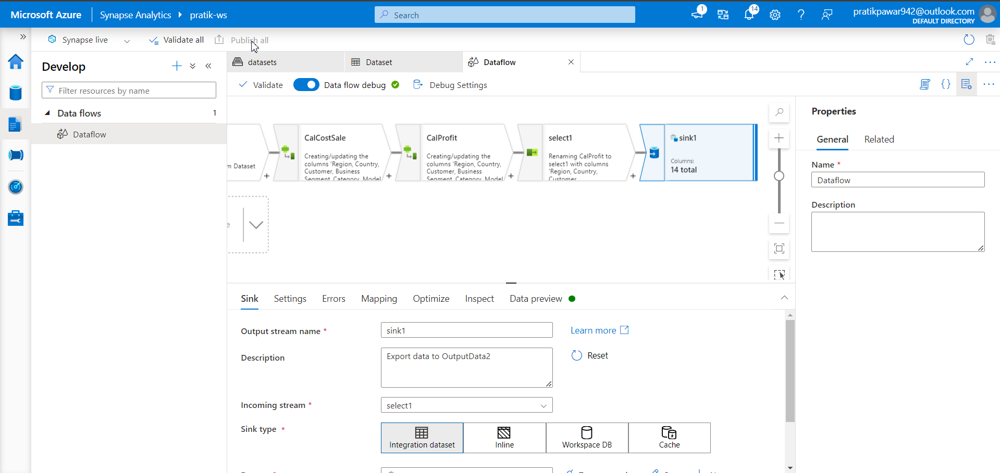 Microsoft Azure
Synapse Analytics
pratik-ws
Search
1
14
pratikpawar942@outlook.com
DEFAULT DIRECTORY
Synapse live
Validate all
Publish all
Develop
Filter resources by name
Data flows
1
Dataflow
datasets
Dataset
Dataflow
Validate
Data flow debug
Debug Settings
m Dataset
CalCostSale
Creating/updating the
columns 'Region, Country,
Customer, Business
Segment, Category, Model
CalProfit
Creating/updating the
columns 'Region, Country,
Customer, Business
Segment, Category, Model
select1
Renaming CalProfit to
select1 with columns
'Region, Country,
Customer,
sink1
Columns:
14 total
e
Properties
General
Related
Name *
Dataflow
Description
Sink
Settings
Errors
Mapping
Optimize
Inspect
Data preview
Output stream name *
sink1
Learn more
Description
Export data to OutputData2
Reset
Incoming stream *
select1
Sink type *
Integration dataset
Inline
Workspace DB
Cache